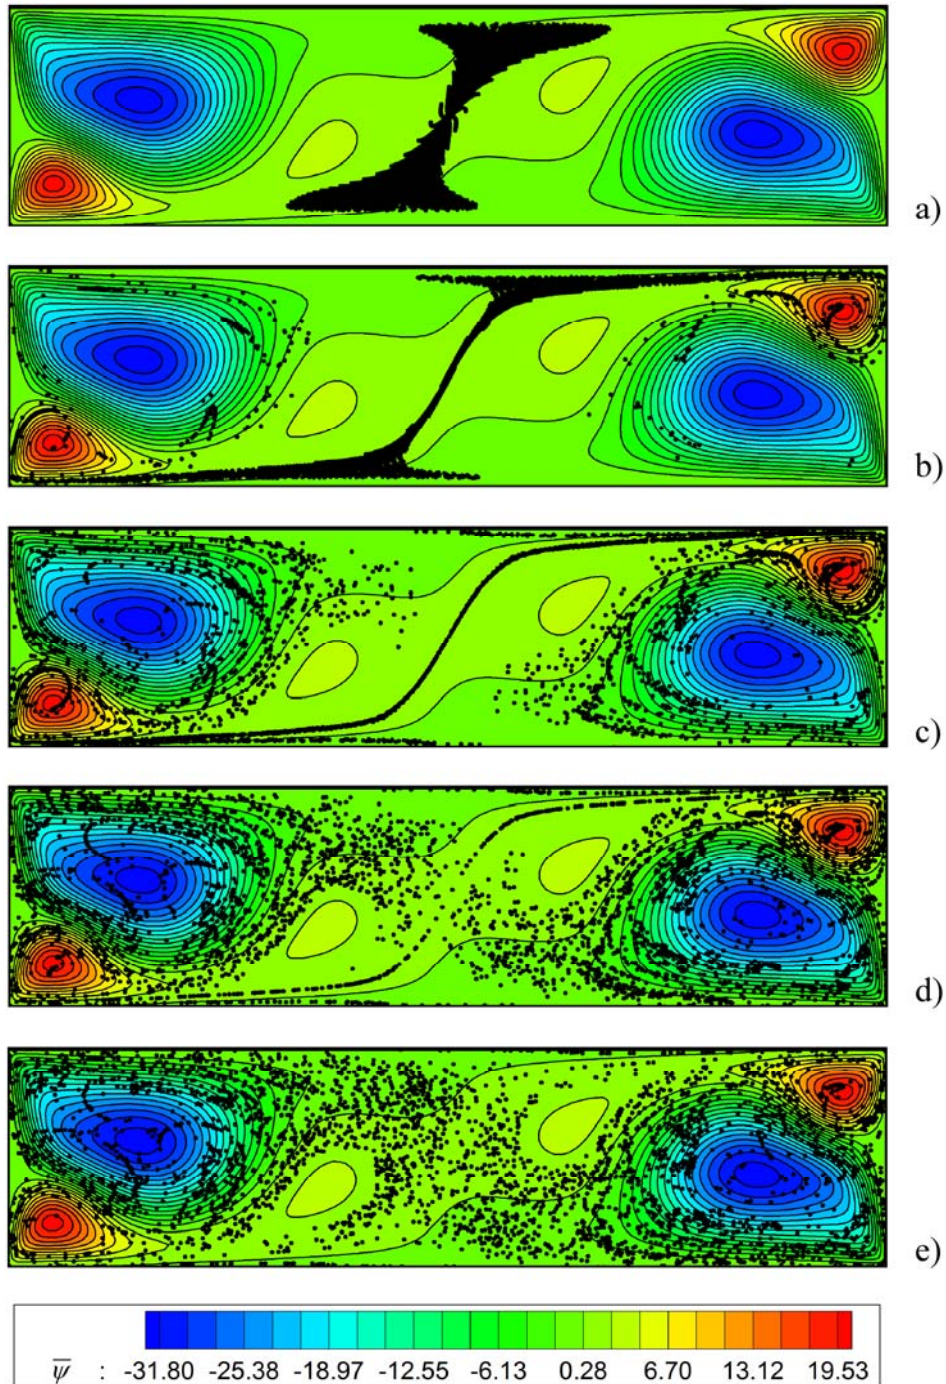 a)
b)
c)
d)
e)
ψ̅ : -31.80 -25.38 -18.97 -12.55 -6.13 0.28 6.70 13.12 19.53